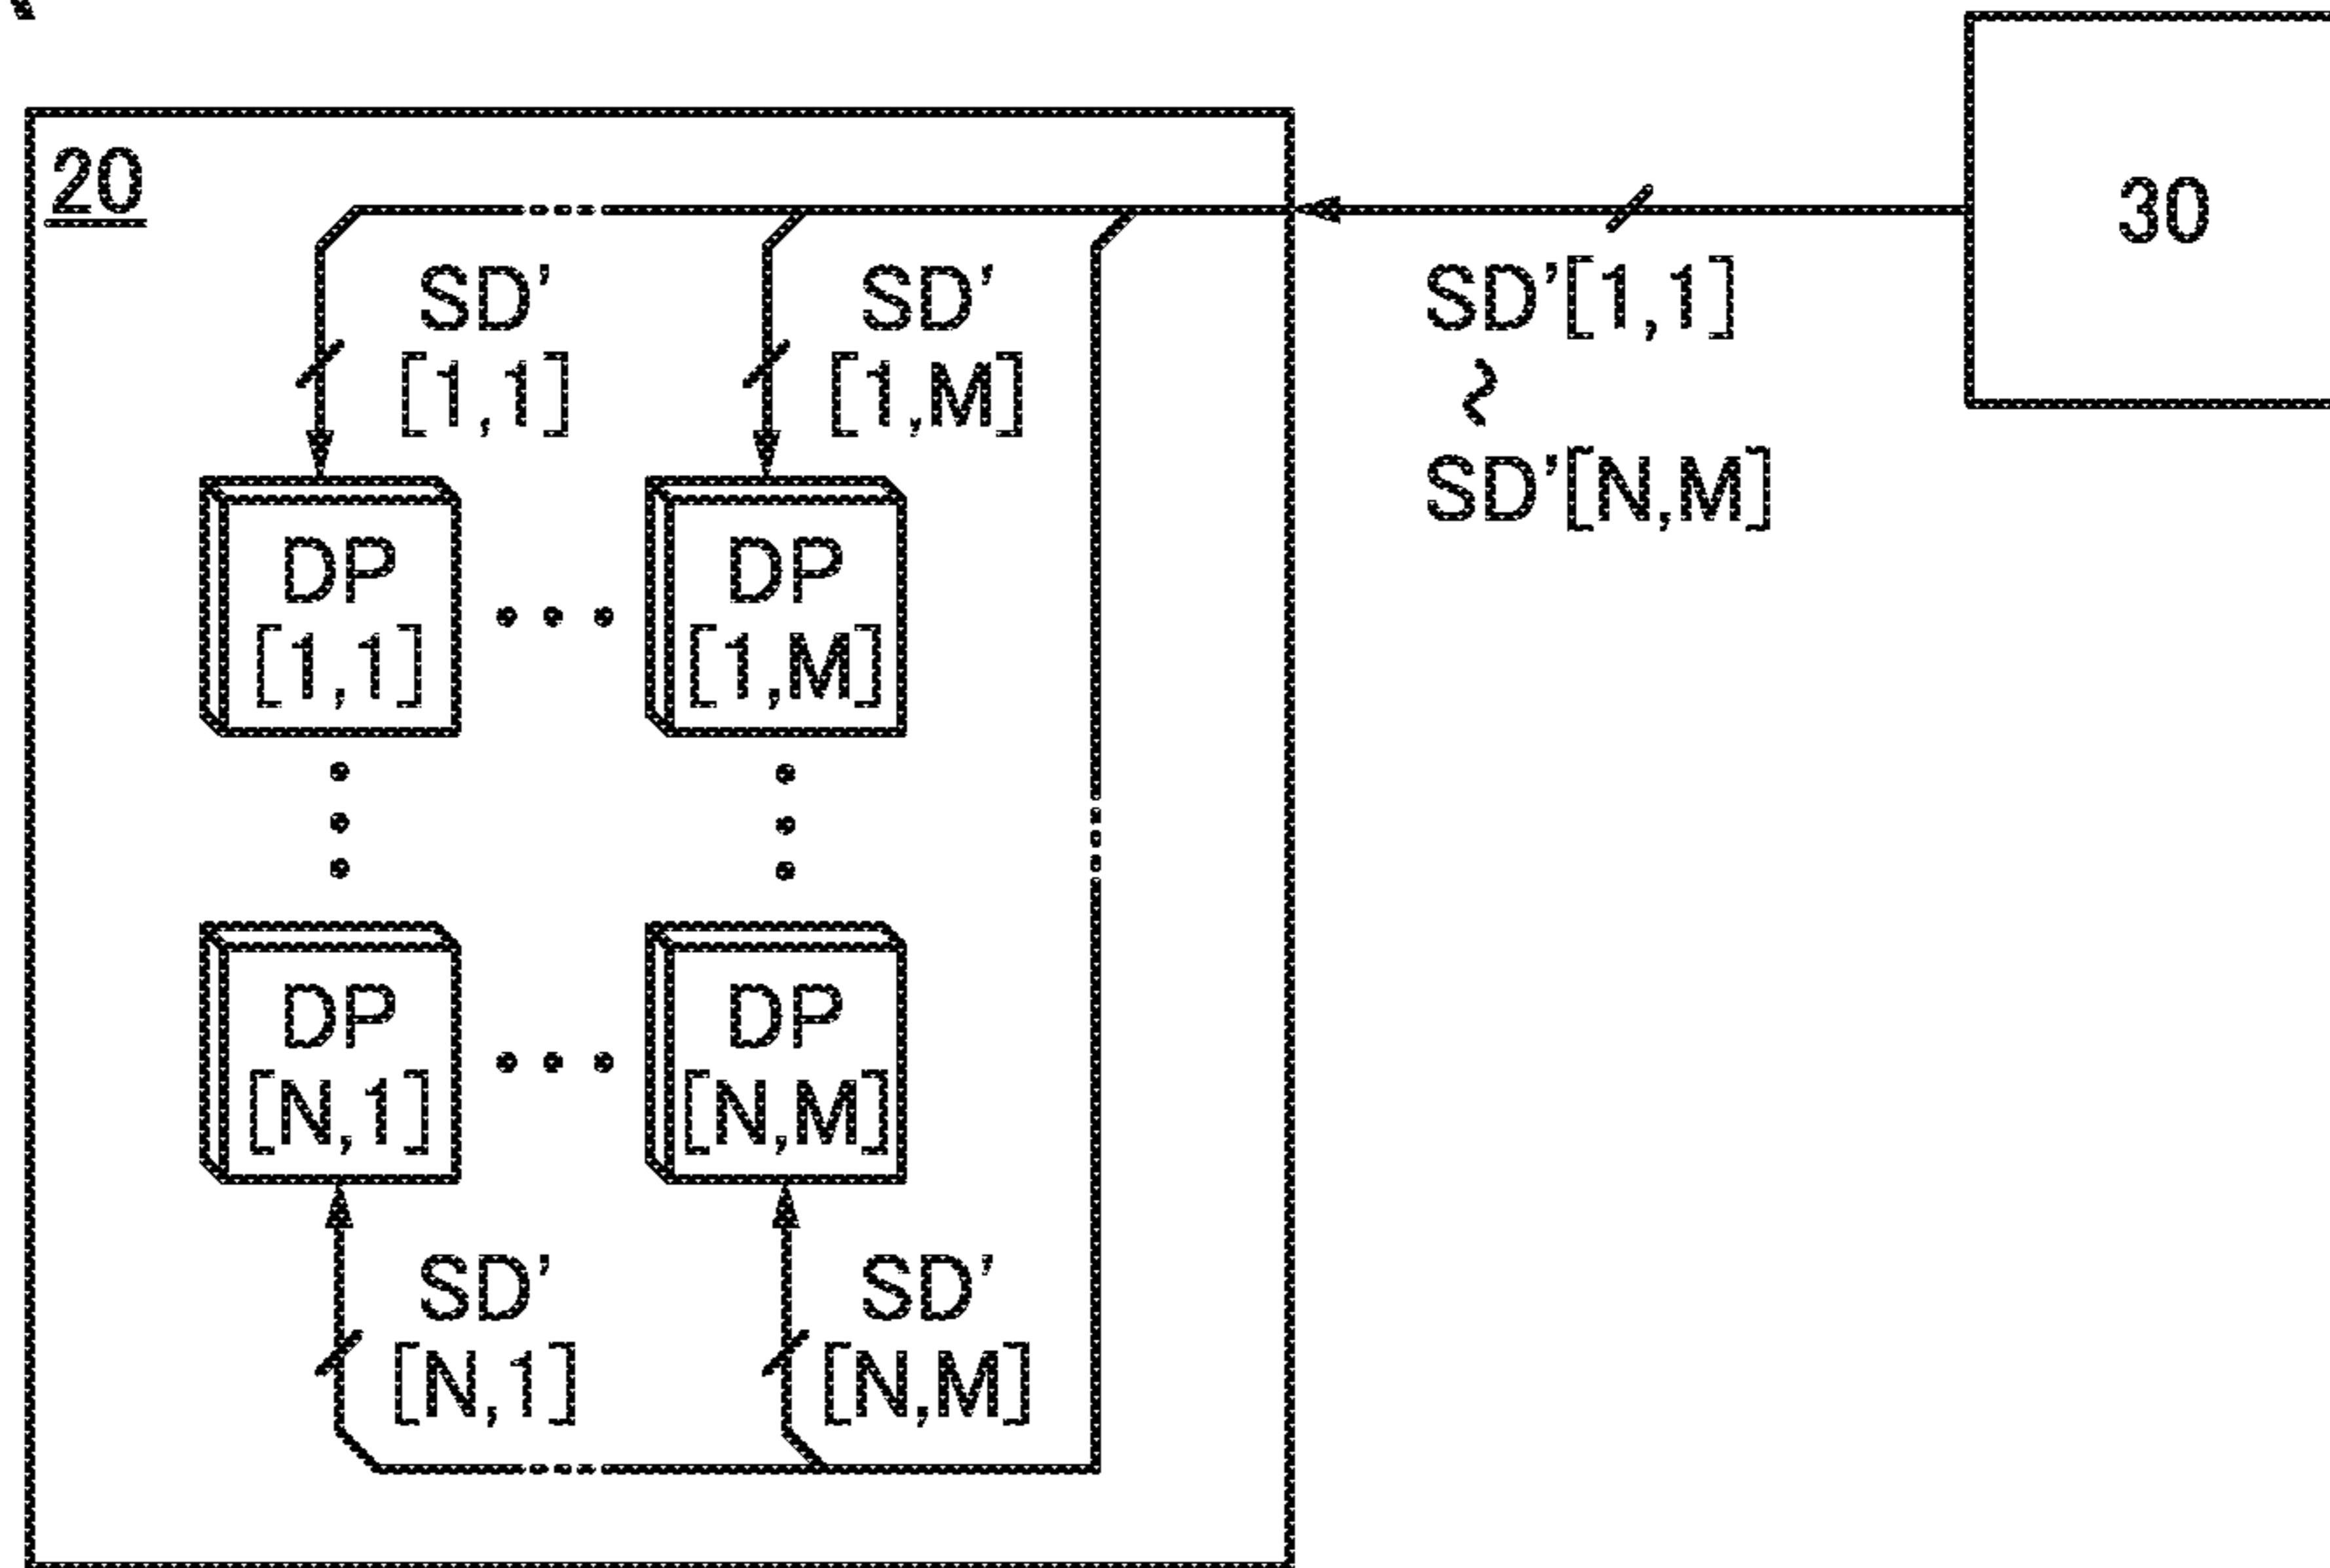 20
30
SD'
[1,1]
SD'
[1,M]
SD'[1,1]
~
SD'[N,M]
DP
[1,1]
DP
[1,M]
DP
[N,1]
DP
[N,M]
SD'
[N,1]
SD'
[N,M]